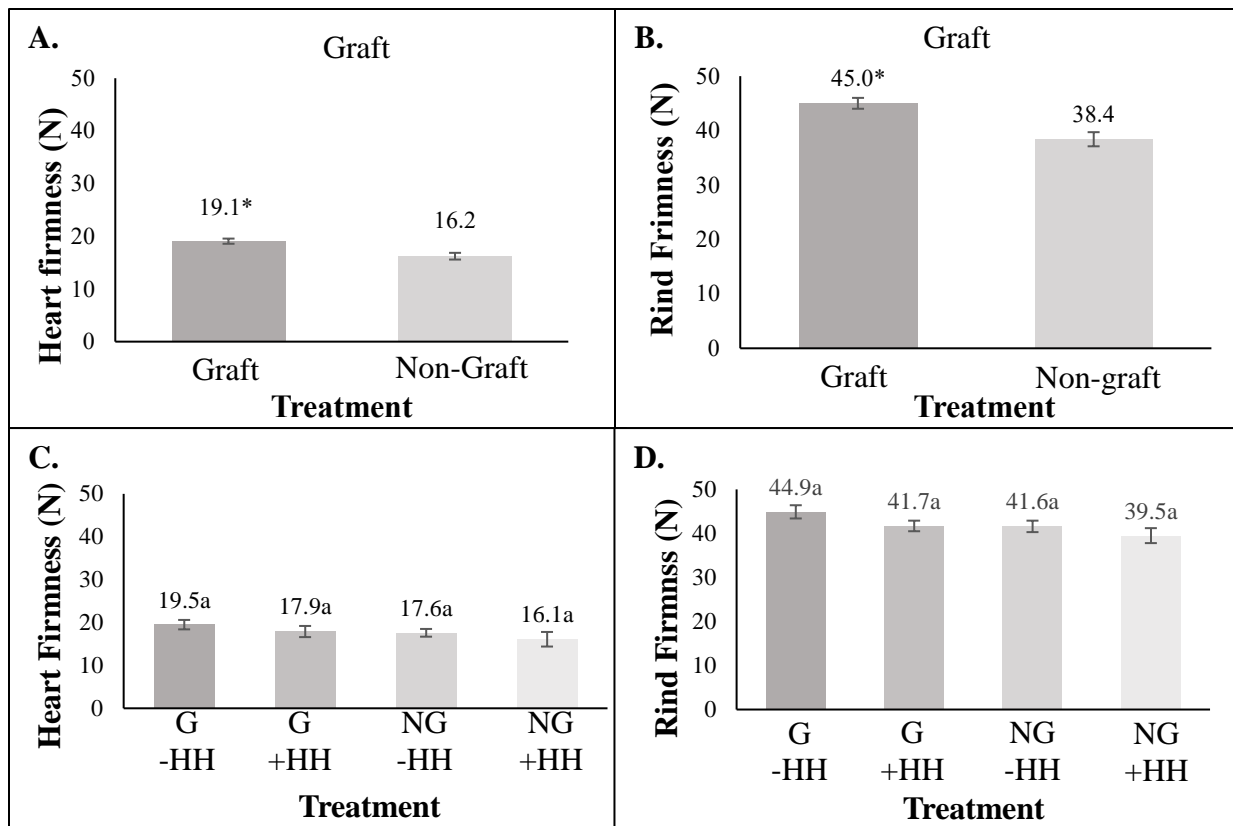 A.
Graft
Heart firmness (N)
50
40
30
20
10
0
19.1*
16.2
Graft
Non-Graft
Treatment
B.
Graft
Rind Frimness (N)
50
40
30
20
10
0
45.0*
38.4
Graft
Non-graft
Treatment
C.
Heart Firmness (N)
50
40
30
20
10
0
19.5a
17.9a
17.6a
16.1a
G
-HH
G
+HH
NG
-HH
NG
+HH
Treatment
D.
Rind Firmnss (N)
50
40
30
20
10
0
44.9a
41.7a
41.6a
39.5a
G
-HH
G
+HH
NG
-HH
NG
+HH
Treatment